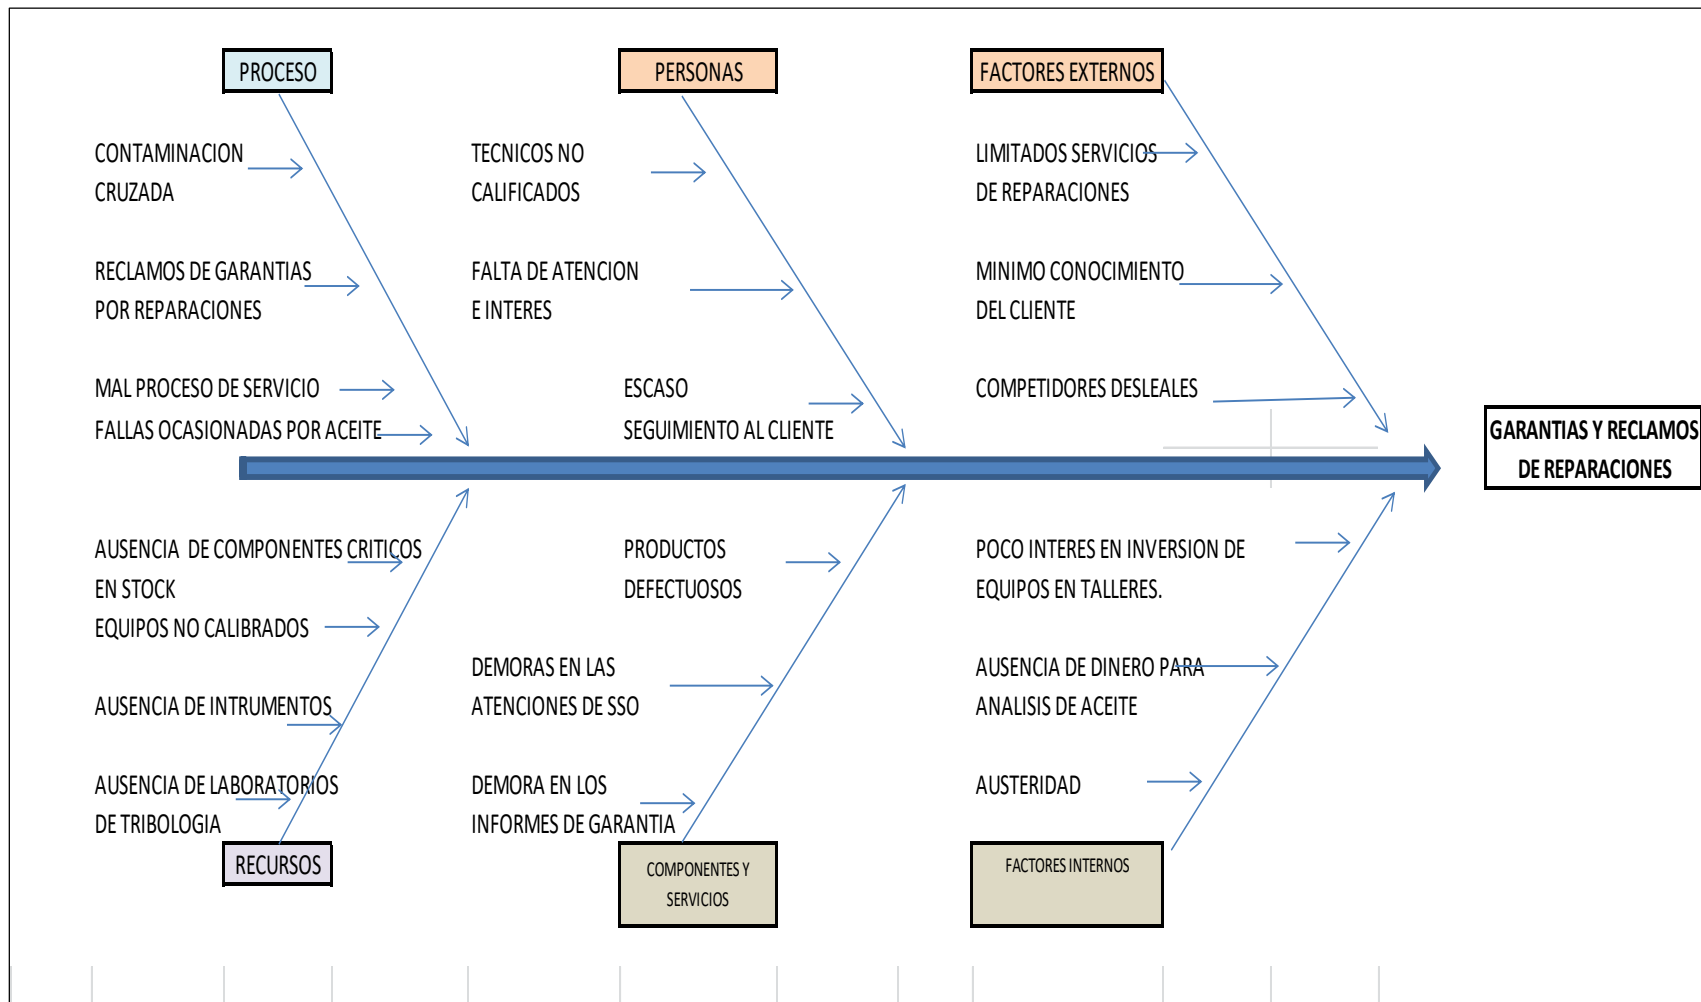 PROCESO
PERSONAS
FACTORES EXTERNOS
CONTAMINACION
CRUZADA
RECLAMOS DE GARANTIAS
POR REPARACIONES
MAL PROCESO DE SERVICIO
FALLAS OCASIONADAS POR ACEITE
TECNICOS NO
CALIFICADOS
FALTA DE ATENCION
E INTERES
ESCASO
SEGUIMIENTO AL CLIENTE
LIMITADOS SERVICIOS
DE REPARACIONES
MINIMO CONOCIMIENTO
DEL CLIENTE
COMPETIDORES DESLEALES
GARANTIAS Y RECLAMOS
DE REPARACIONES
AUSENCIA DE COMPONENTES CRITICOS
EN STOCK
EQUIPOS NO CALIBRADOS
AUSENCIA DE INTRUMENTOS
AUSENCIA DE LABORATORIOS
DE TRIBOLOGIA
PRODUCTOS
DEFECTUOSOS
DEMORAS EN LAS
ATENCIONES DE SSO
DEMORA EN LOS
INFORMES DE GARANTIA
POCO INTERES EN INVERSION DE
EQUIPOS EN TALLERES.
AUSENCIA DE DINERO PARA
ANALISIS DE ACEITE
AUSTERIDAD
RECURSOS
COMPONENTES Y
SERVICIOS
FACTORES INTERNOS